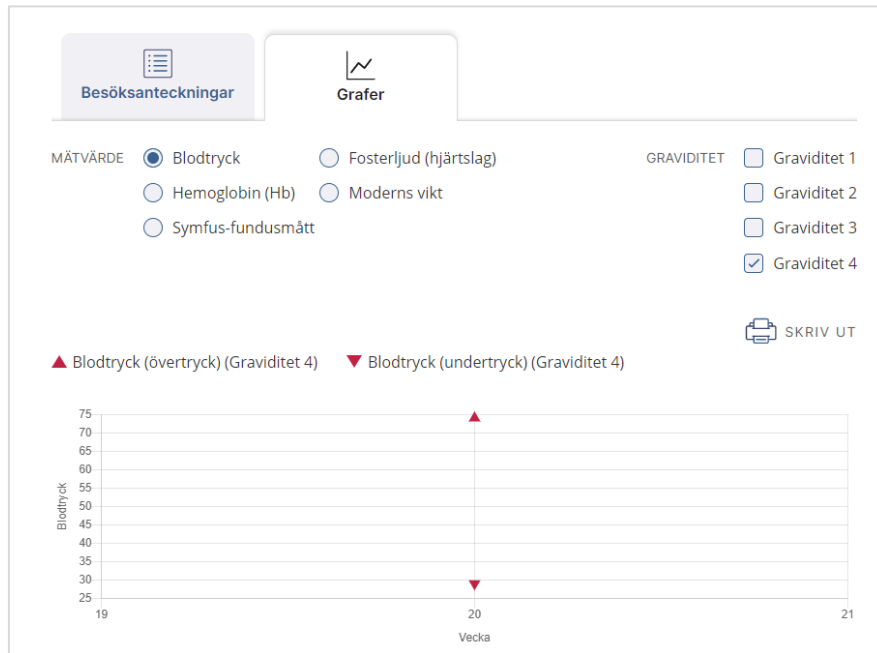 Besöksanteckningar
Grafer
MÄTVÄRDE
Blodtryck
Fosterljud (hjärtslag)
Hemoglobin (Hb)
Moderns vikt
Symfus-fundusmått
GRAVIDITET
Graviditet 1
Graviditet 2
Graviditet 3
Graviditet 4
SKRIV UT
Blodtryck (övertryck) (Graviditet 4)
Blodtryck (undertryck) (Graviditet 4)
Blodtryck
75
70
65
60
55
50
45
40
35
30
25
19
20
21
Vecka